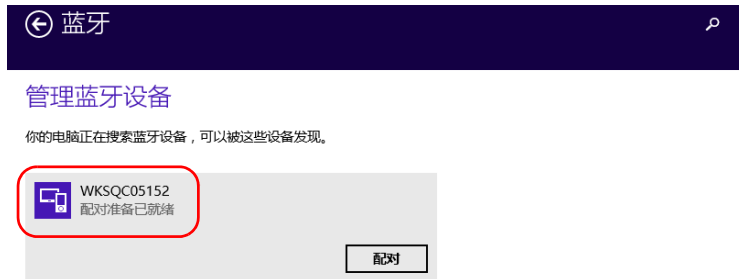 蓝牙
管理蓝牙设备
你的电脑正在搜索蓝牙设备，可以被这些设备发现。
WKSQC05152
配对准备已就绪
配对